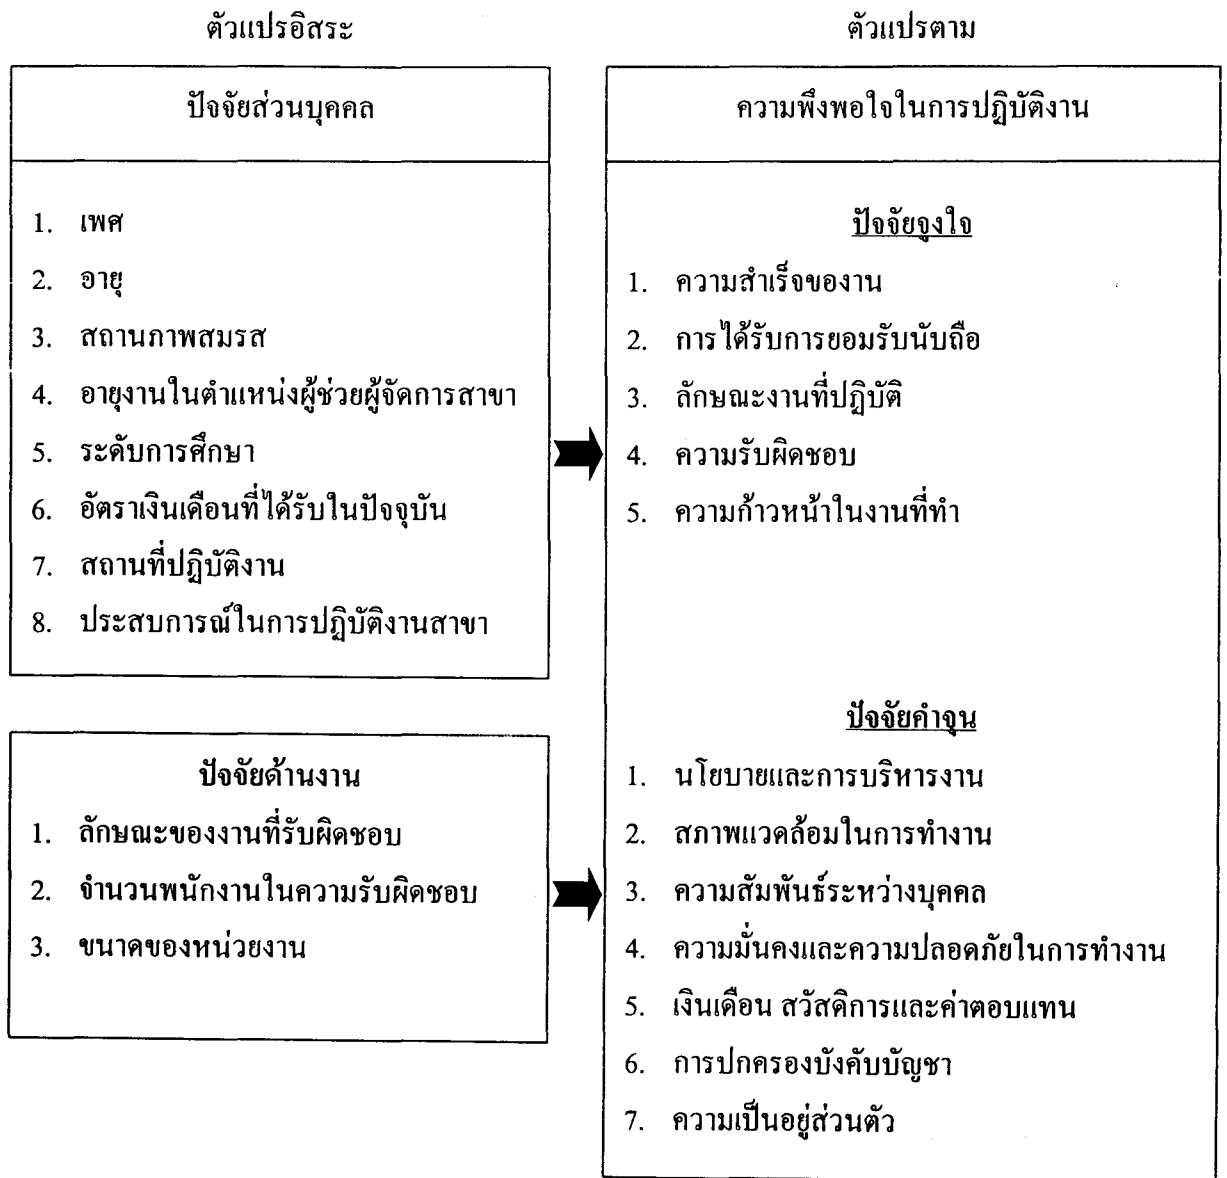 ตัวแปรอิสระ
ปัจจัยส่วนบุคคล
1. เพศ
2. อายุ
3. สถานภาพสมรส
4. อายุงานในตำแหน่งผู้ช่วยผู้จัดการสาขา
5. ระดับการศึกษา
6. อัตราเงินเดือนที่ได้รับในปัจจุบัน
7. สถานที่ปฏิบัติงาน
8. ประสบการณ์ในการปฏิบัติงานสาขา
ปัจจัยด้านงาน
1. ลักษณะของงานที่รับผิดชอบ
2. จำนวนพนักงานในความรับผิดชอบ
3. ขนาดของหน่วยงาน
ตัวแปรตาม
ความพึงพอใจในการปฏิบัติงาน
ปัจจัยจูงใจ
1. ความสำเร็จของงาน
2. การได้รับการยอมรับนับถือ
3. ลักษณะงานที่ปฏิบัติ
4. ความรับผิดชอบ
5. ความก้าวหน้าในงานที่ทำ
ปัจจัยค้ำจุน
1. นโยบายและการบริหารงาน
2. สภาพแวดล้อมในการทำงาน
3. ความสัมพันธ์ระหว่างบุคคล
4. ความมั่นคงและความปลอดภัยในการทำงาน
5. เงินเดือน สวัสดิการและค่าตอบแทน
6. การปกครองบังคับบัญชา
7. ความเป็นอยู่ส่วนตัว